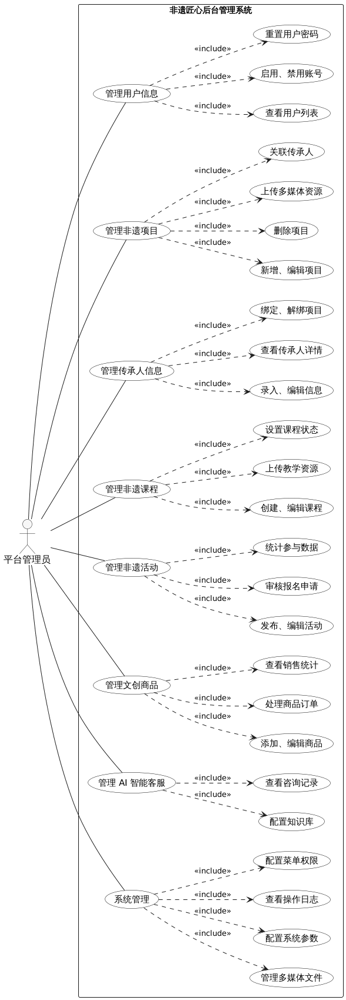 非遗匠心后台管理系统
重置用户密码
«include»
启用、禁用账号
«include»
管理用户信息
«include»
查看用户列表
关联传承人
«include»
上传多媒体资源
«include»
管理非遗项目
«include»
删除项目
«include»
新增、编辑项目
绑定、解绑项目
«include»
查看传承人详情
«include»
管理传承人信息
«include»
录入、编辑信息
设置课程状态
«include»
上传教学资源
«include»
管理非遗课程
«include»
创建、编辑课程
统计参与数据
«include»
平台管理员
管理非遗活动
«include»
审核报名申请
«include»
发布、编辑活动
查看销售统计
«include»
管理文创商品
«include»
处理商品订单
«include»
添加、编辑商品
«include»
管理 AI 智能客服
查看咨询记录
«include»
配置知识库
配置菜单权限
«include»
«include»
系统管理
查看操作日志
«include»
配置系统参数
«include»
管理多媒体文件